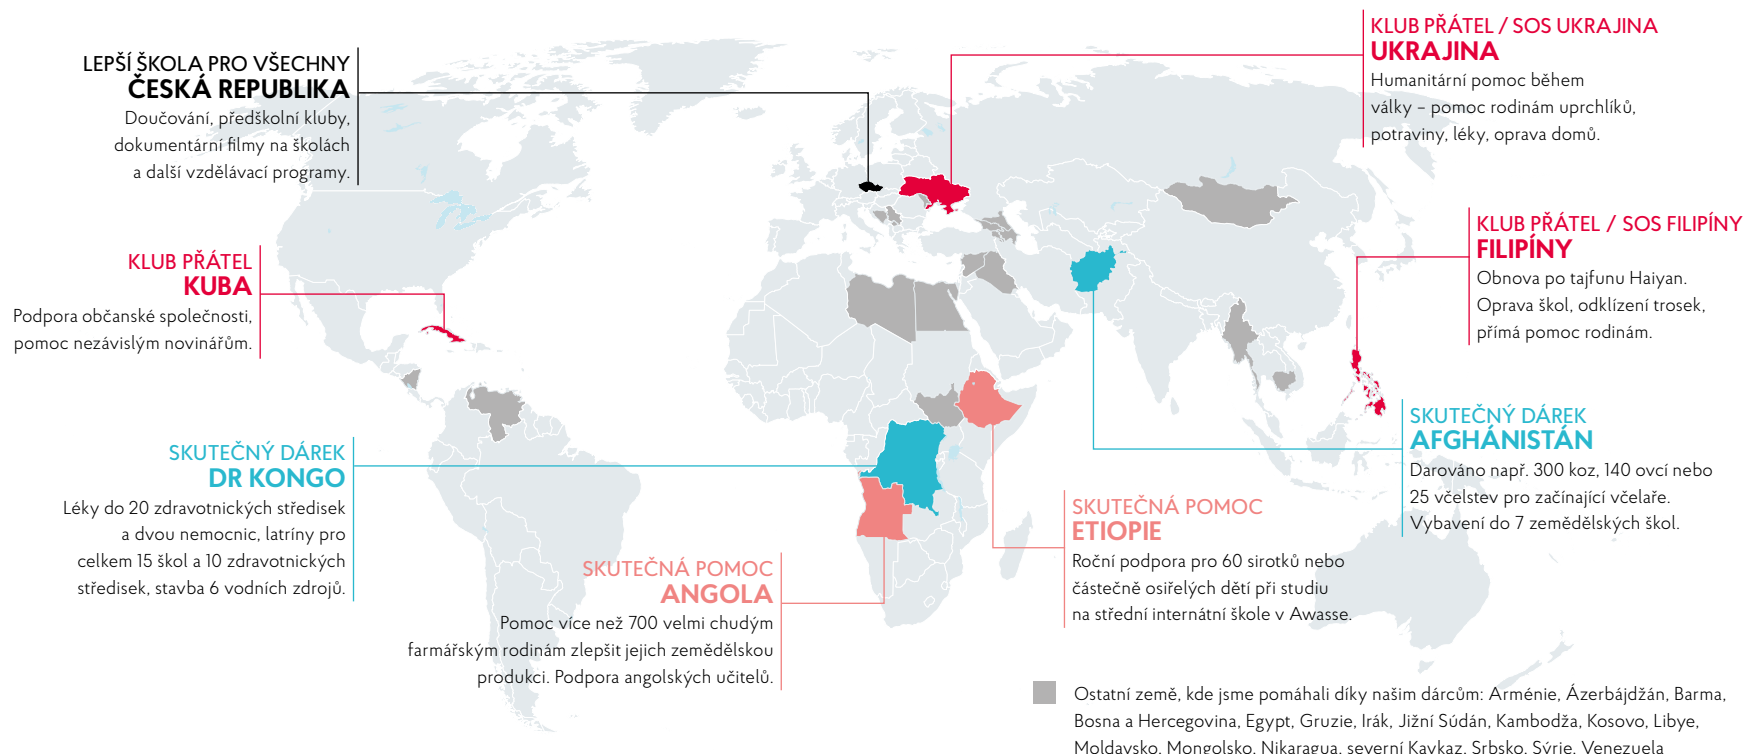 LEPŠÍ ŠKOLA PRO VŠECHNY
ČESKÁ REPUBLIKA
Doučování, předškolní kluby,
dokumentární filmy na školách
a další vzdělávací programy.
KLUB PŘÁTEL / SOS UKRAJINA
UKRAJINA
Humanitární pomoc během
války – pomoc rodinám uprchlíků,
potraviny, léky, oprava domů.
KLUB PŘÁTEL
KUBA
Podpora občanské společnosti,
pomoc nezávislým novinářům.
KLUB PŘÁTEL / SOS FILIPÍNY
FILIPÍNY
Obnova po tajfunu Haiyan.
Oprava škol, odklízení trosek,
přímá pomoc rodinám.
SKUTEČNÝ DÁREK
DR KONGO
Léky do 20 zdravotnických středisek
a dvou nemocnic, latríny pro
celkem 15 škol a 10 zdravotnických
středisek, stavba 6 vodních zdrojů.
SKUTEČNÝ DÁREK
AFGHÁNISTÁN
Darováno např. 300 koz, 140 ovcí nebo
25 včelstev pro začínající včelaře.
Vybavení do 7 zemědělských škol.
SKUTEČNÁ POMOC
ANGOLA
Pomoc více než 700 velmi chudým
farmářským rodinám zlepšit jejich zemědělskou
produkci. Podpora angolských učitelů.
SKUTEČNÁ POMOC
ETIOPIE
Roční podpora pro 60 sirotků nebo
částečně osiřelých dětí při studiu
na střední internátní škole v Awasse.
Ostatní země, kde jsme pomáhali díky našim dárcům: Arménie, Ázerbájdžán, Barma,
Bosna a Hercegovina, Egypt, Gruzie, Irák, Jižní Súdán, Kambodža, Kosovo, Libye,
Moldavsko, Mongolsko, Nikaragua, severní Kavkaz, Srbsko, Sýrie, Venezuela